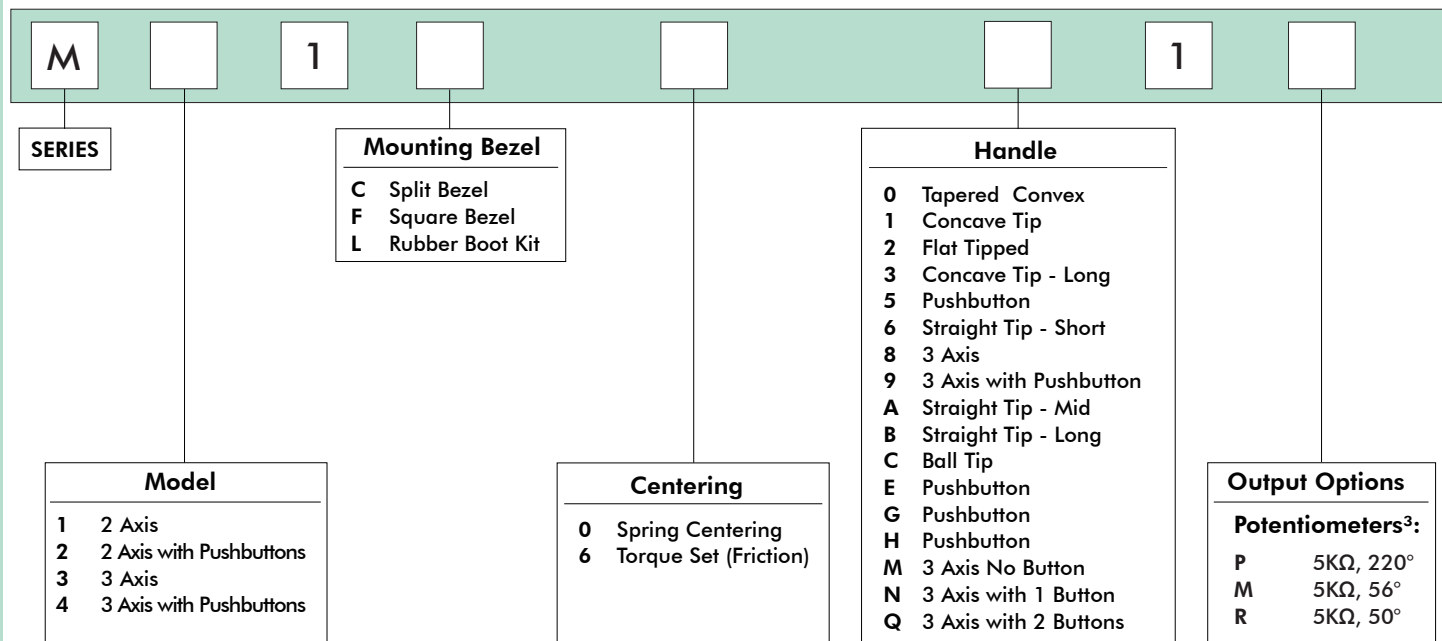 M 1 1
SERIES
Mounting Bezel
C Split Bezel
F Square Bezel
L Rubber Boot Kit
Handle
0 Tapered Convex
1 Concave Tip
2 Flat Tipped
3 Concave Tip - Long
5 Pushbutton
6 Straight Tip - Short
8 3 Axis
9 3 Axis with Pushbutton
A Straight Tip - Mid
B Straight Tip - Long
C Ball Tip
E Pushbutton
G Pushbutton
H Pushbutton
M 3 Axis No Button
N 3 Axis with 1 Button
Q 3 Axis with 2 Buttons
Model
1 2 Axis
2 2 Axis with Pushbuttons
3 3 Axis
4 3 Axis with Pushbuttons
Centering
0 Spring Centering
6 Torque Set (Friction)
Output Options
Potentiometers³:
P 5KΩ, 220°
M 5KΩ, 56°
R 5KΩ, 50°